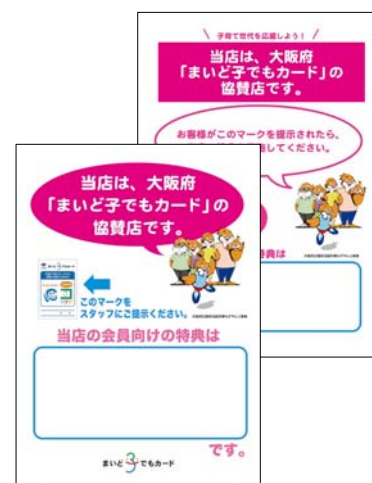 子育て世代を応援しよう!
当店は、大阪府
「まいど子でもカード」の
協賛店です。
お客様がこのマークを提示されたら、
してください。
典は
当店は、大阪府
「まいど子でもカード」の
協賛店です。
このマークを
スタッフにご提示ください。
当店の会員向けの特典は
です。
まいど子でもカード